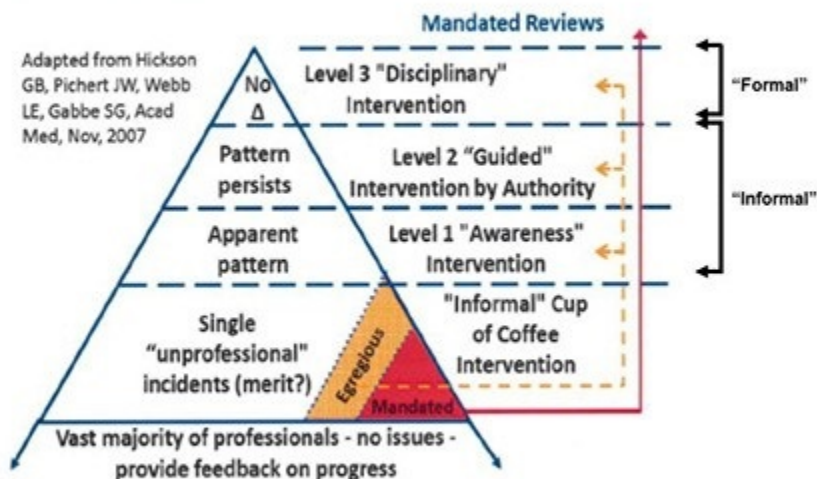 Mandated Reviews
Adapted from Hickson
GB, Pichert JW, Webb
LE, Gabbe SG, Acad
Med, Nov, 2007
No
Δ
Level 3 "Disciplinary"
Intervention
"Formal"
Pattern
persists
Level 2 "Guided"
Intervention by Authority
"Informal"
Apparent
pattern
Level 1 "Awareness"
Intervention
Single
"unprofessional"
incidents (merit?)
Egregious
Mandated
"Informal" Cup
of Coffee
Intervention
Vast majority of professionals - no issues -
provide feedback on progress